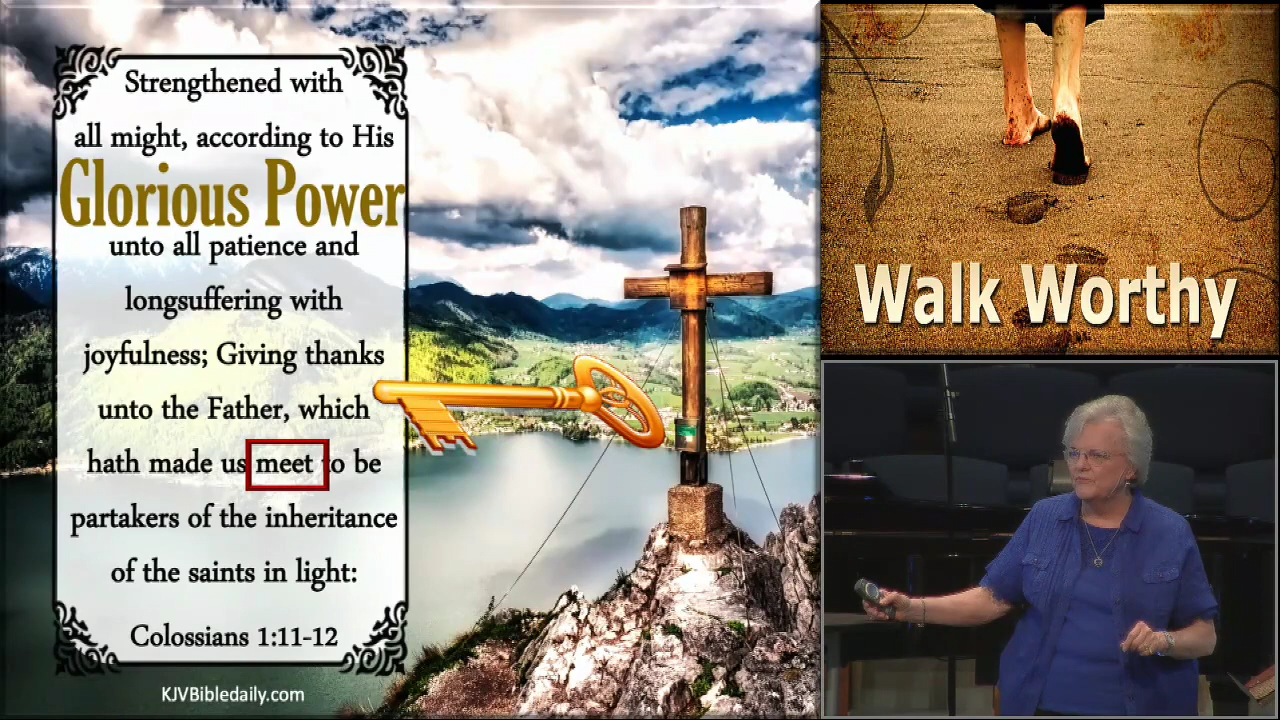 Strengthened with
all might, according to His
Glorious Power
unto all patience and
longsuffering with
joyfulness; Giving thanks
unto the Father, which
hath made us meet to be
partakers of the inheritance
of the saints in light:
Colossians 1:11-12
KJVBibledaily.com
Walk Worthy